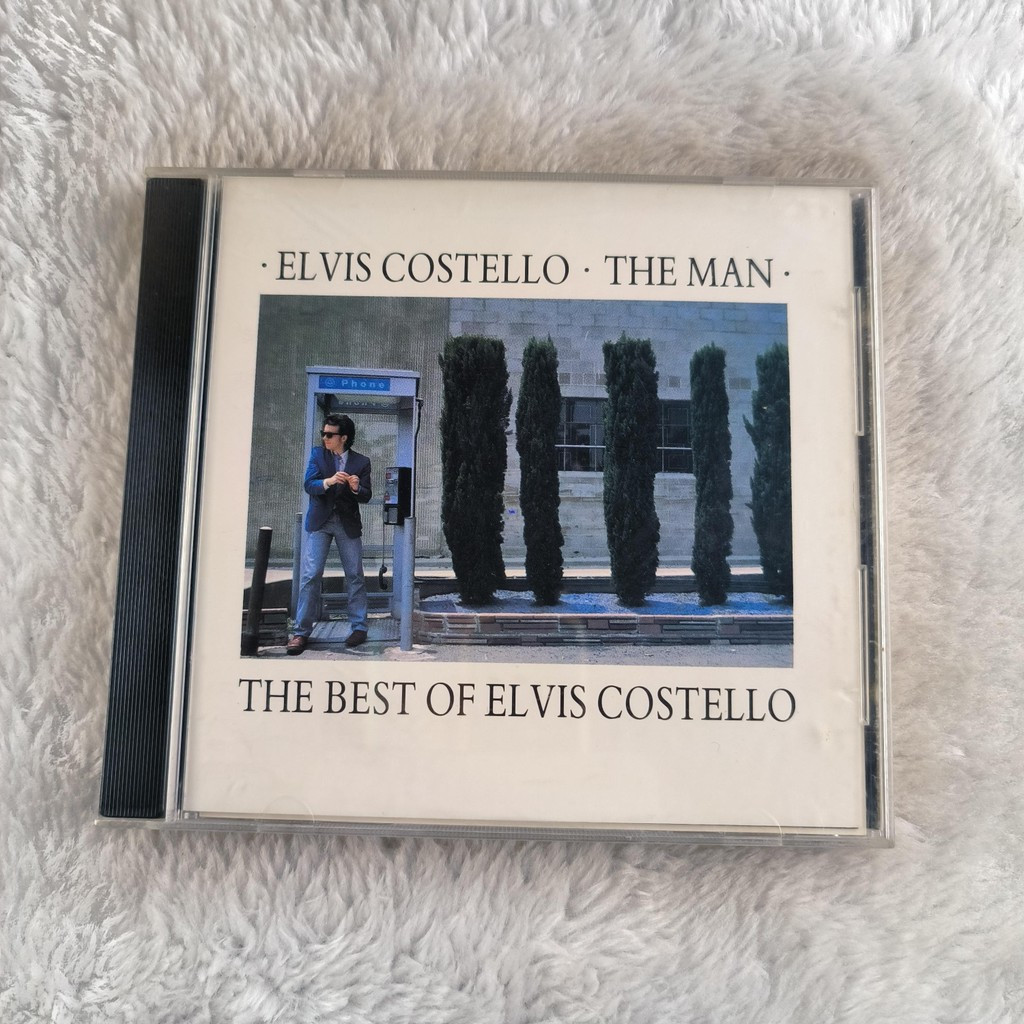 · ELVIS COSTELLO · THE MAN ·
Phone
THE BEST OF ELVIS COSTELLO